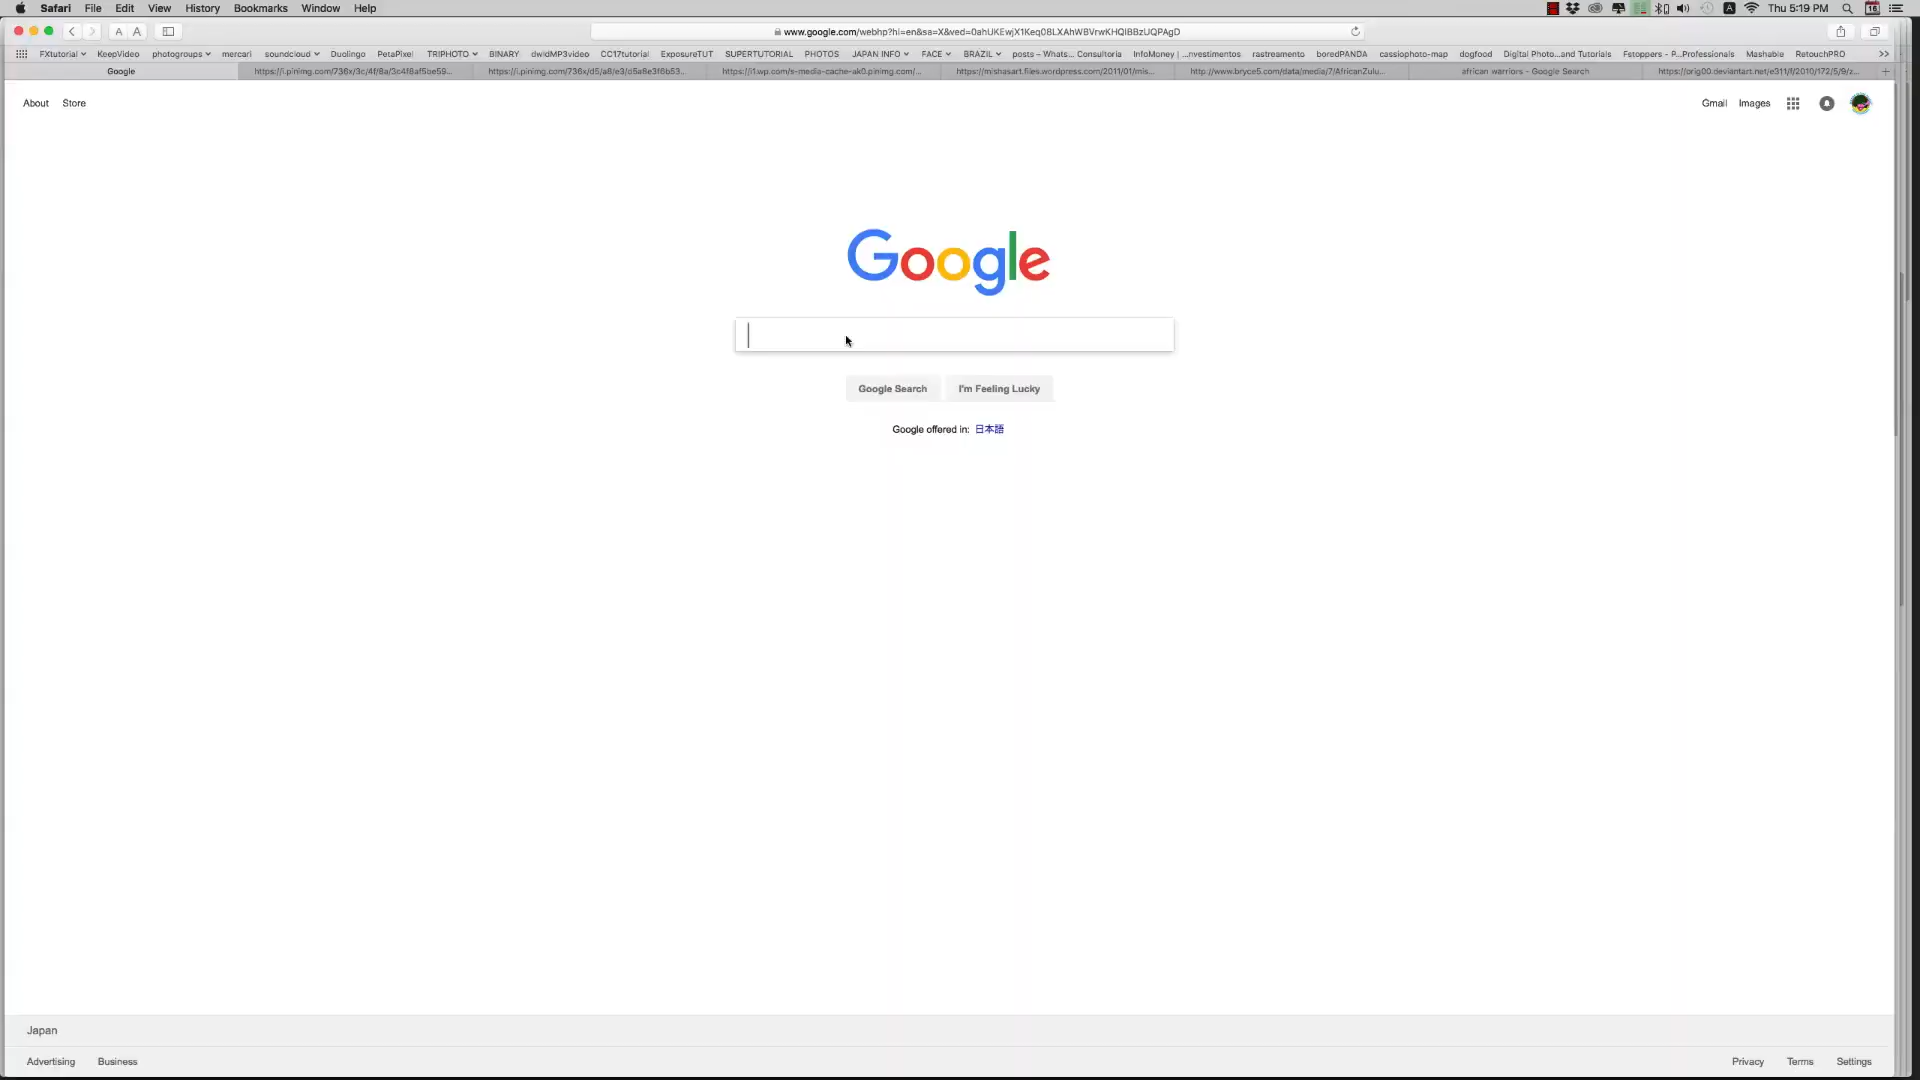 Safari File Edit View History Bookmarks Window Help Thu 5:19 PM
A A www.google.com/webhp?hl=en&sa=X&ved=0ahUKEwjX1Keq08LXAhWBVrwKHQIBBzUQPAgD
FXtutorial KeepVideo photogroups mercari soundcloud Duolingo PetaPixel TRIPHOTO BINARY dwldMP3video CC17tutorial ExposureTUT SUPERTUTORIAL PHOTOS JAPAN INFO FACE BRAZIL posts – Whats... Consultoria InfoMoney | ...nvestimentos rastreamento boredPANDA cassiophoto-map dogfood Digital Photo...and Tutorials Fstoppers - P...Professionals Mashable RetouchPRO
Google https://i.pinimg.com/736x/3c/4f/8a/3c4f8af5be59... https://i.pinimg.com/736x/d5/a8/e3/d5a8e3f6b53... https://i1.wp.com/s-media-cache-ak0.pinimg.com/... https://mishasart.files.wordpress.com/2011/01/mis... http://www.bryce5.com/data/media/7/AfricanZulu... african warriors - Google Search https://orig00.deviantart.net/e311/f/2010/172/5/9/z...
About Store Gmail Images
Google
Google Search I'm Feeling Lucky
Google offered in: 日本語
Japan
Advertising Business Privacy Terms Settings